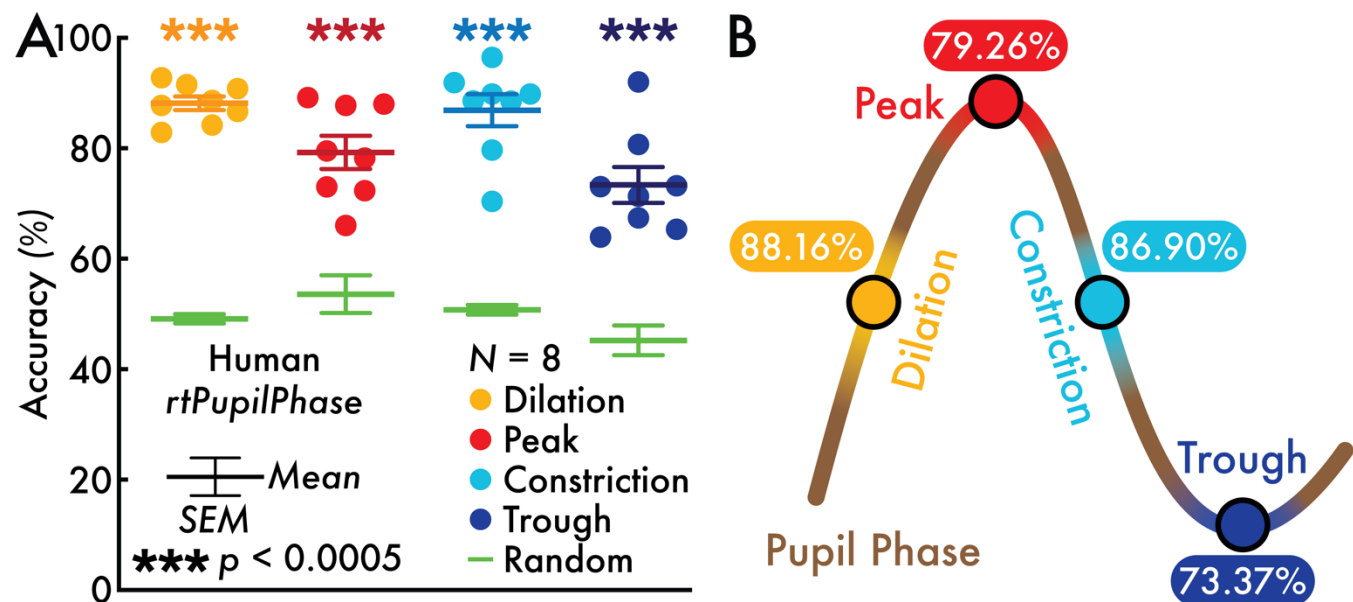 A
100
80
60
40
20
0
Accuracy (%)
*** *** *** ***
Human
rtPupilPhase
Mean
SEM
*** p < 0.0005
N = 8
Dilation
Peak
Constriction
Trough
Random
B
79.26%
Peak
88.16%
Dilation
Constriction
86.90%
Trough
Pupil Phase
73.37%